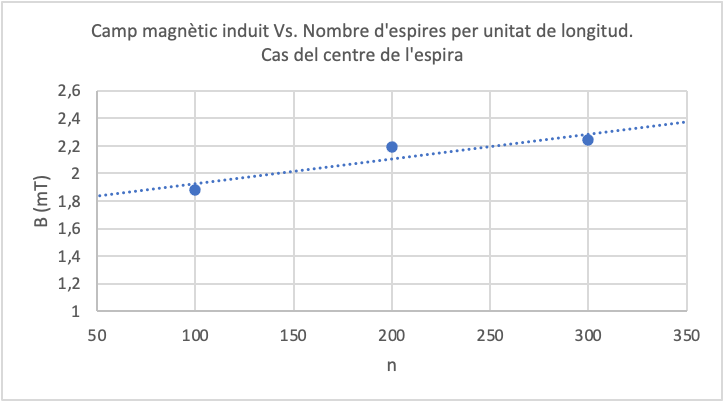 Camp magnètic induit Vs. Nombre d'espires per unitat de longitud.
Cas del centre de l'espira
2,6
2,4
2,2
2
1,8
1,6
1,4
1,2
1
B (mT)
50 100 150 200 250 300 350
n